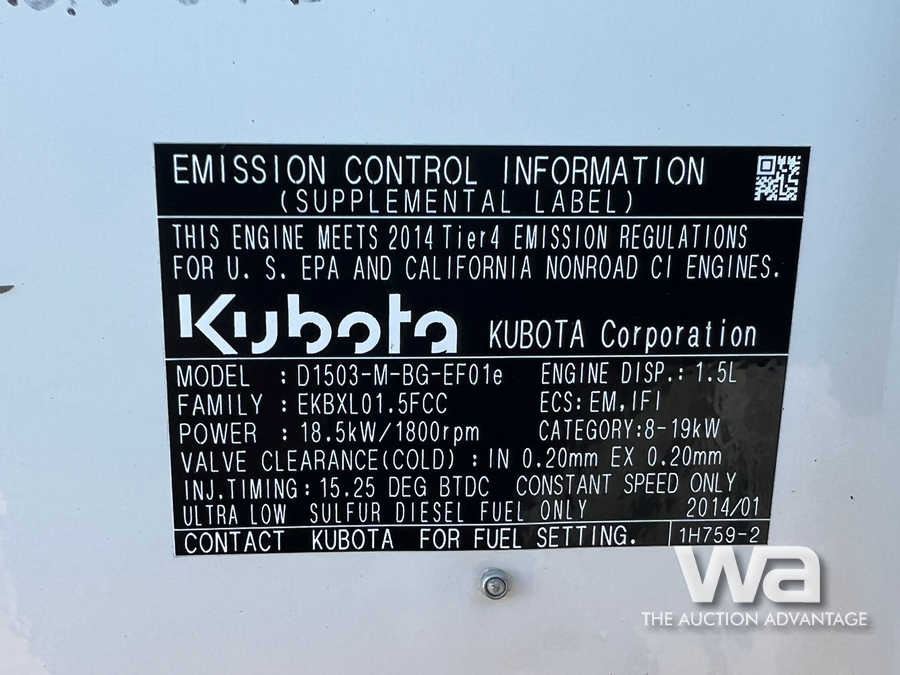 EMISSION CONTROL INFORMATION
(SUPPLEMENTAL LABEL)
THIS ENGINE MEETS 2014 Tier4 EMISSION REGULATIONS
FOR U. S. EPA AND CALIFORNIA NONROAD CI ENGINES.
Kubota KUBOTA Corporation
MODEL : D1503-M-BG-EF01e ENGINE DISP.: 1.5L
FAMILY : EKBXL01.5FCC ECS: EM, IFI
POWER : 18.5kW/1800rpm CATEGORY:8-19kW
VALVE CLEARANCE(COLD) : IN 0.20mm EX 0.20mm
INJ.TIMING: 15.25 DEG BTDC CONSTANT SPEED ONLY
ULTRA LOW SULFUR DIESEL FUEL ONLY 2014/01
CONTACT KUBOTA FOR FUEL SETTING. 1H759-2
wa
THE AUCTION ADVANTAGE